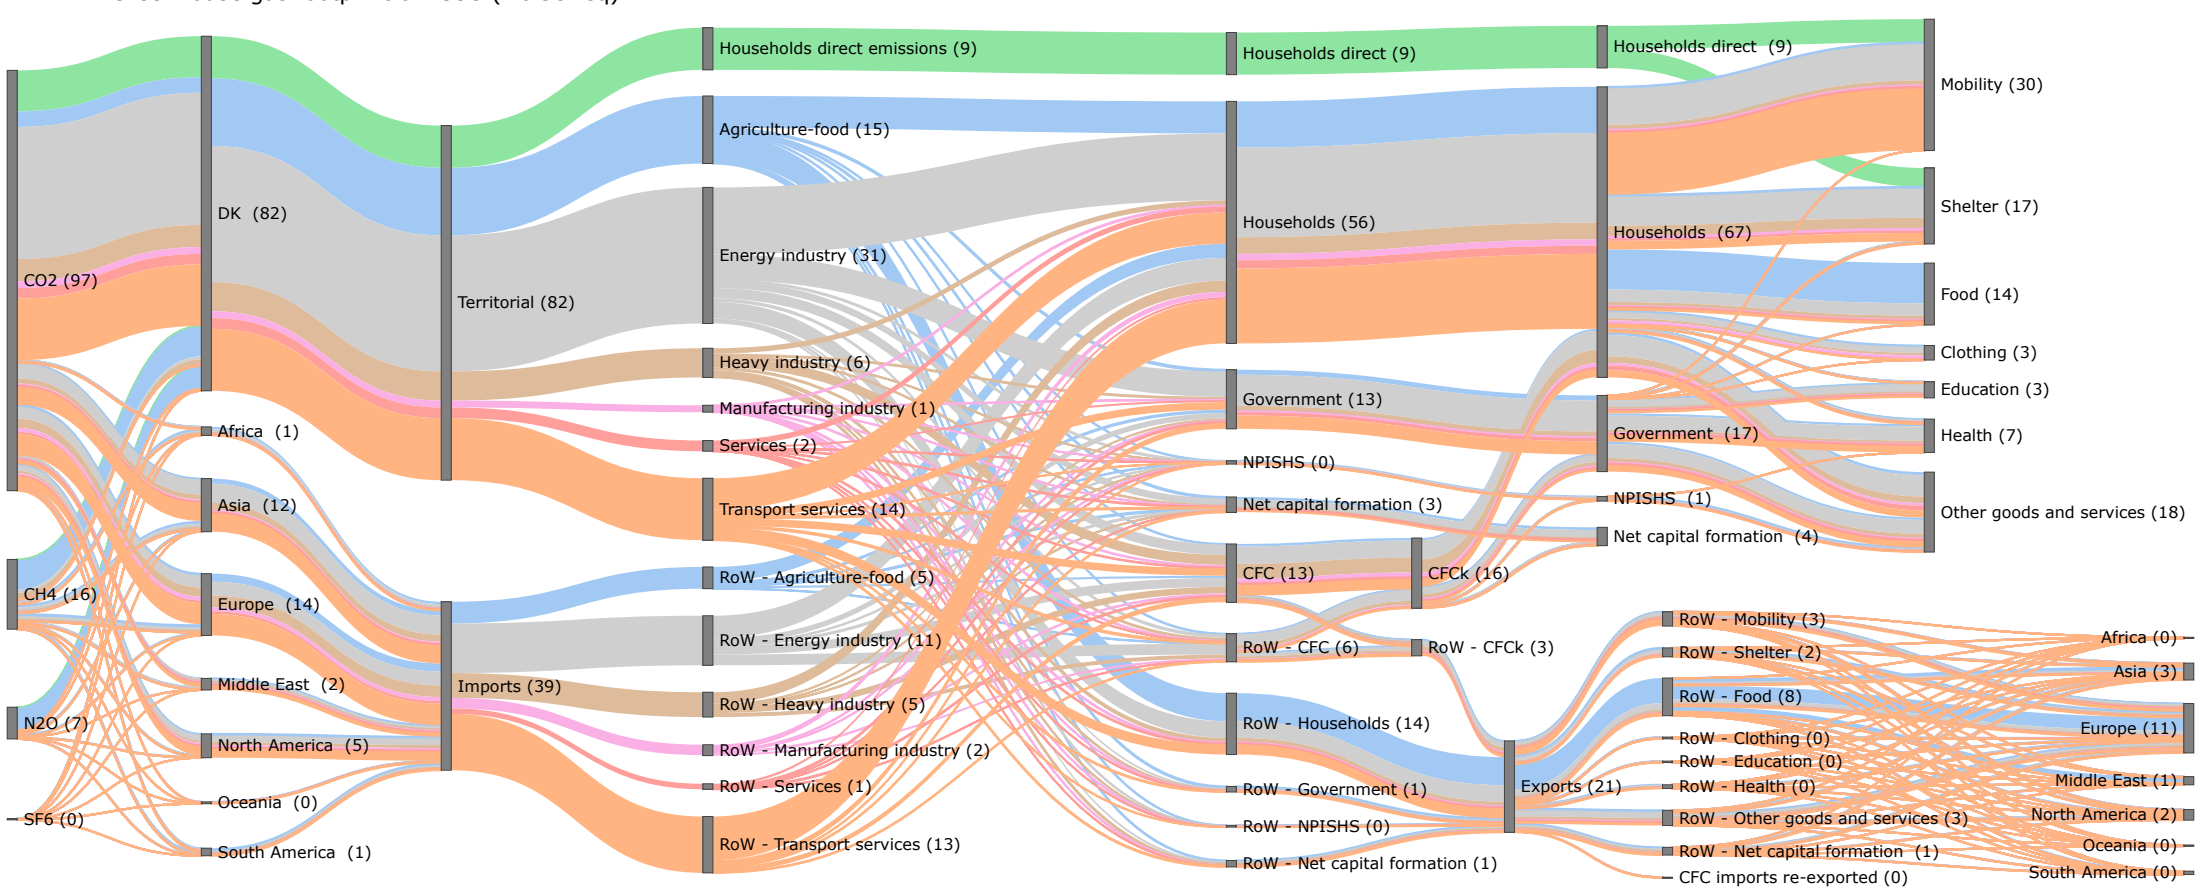 CO2 (97)
CH4 (16)
N2O (7)
SF6 (0)
DK (82)
Africa (1)
Asia (12)
Europe (14)
Middle East (2)
North America (5)
Oceania (0)
South America (1)
Territorial (82)
Imports (39)
Households direct emissions (9)
Agriculture-food (15)
Energy industry (31)
Heavy industry (6)
Manufacturing industry (1)
Services (2)
Transport services (14)
RoW - Agriculture-food (5)
RoW - Energy industry (11)
RoW - Heavy industry (5)
RoW - Manufacturing industry (2)
RoW - Services (1)
RoW - Transport services (13)
Households direct (9)
Households (56)
Government (13)
NPISHS (0)
Net capital formation (3)
CFC (13)
RoW - CFC (6)
RoW - Households (14)
RoW - Government (1)
RoW - NPISHS (0)
RoW - Net capital formation (1)
CFCk (16)
RoW - CFCk (3)
Exports (21)
Households direct (9)
Households (67)
Government (17)
NPISHS (1)
Net capital formation (4)
RoW - Mobility (3)
RoW - Shelter (2)
RoW - Food (8)
RoW - Clothing (0)
RoW - Education (0)
RoW - Health (0)
RoW - Other goods and services (3)
RoW - Net capital formation (1)
CFC imports re-exported (0)
Mobility (30)
Shelter (17)
Food (14)
Clothing (3)
Education (3)
Health (7)
Other goods and services (18)
Africa (0)
Asia (3)
Europe (11)
Middle East (1)
North America (2)
Oceania (0)
South America (0)